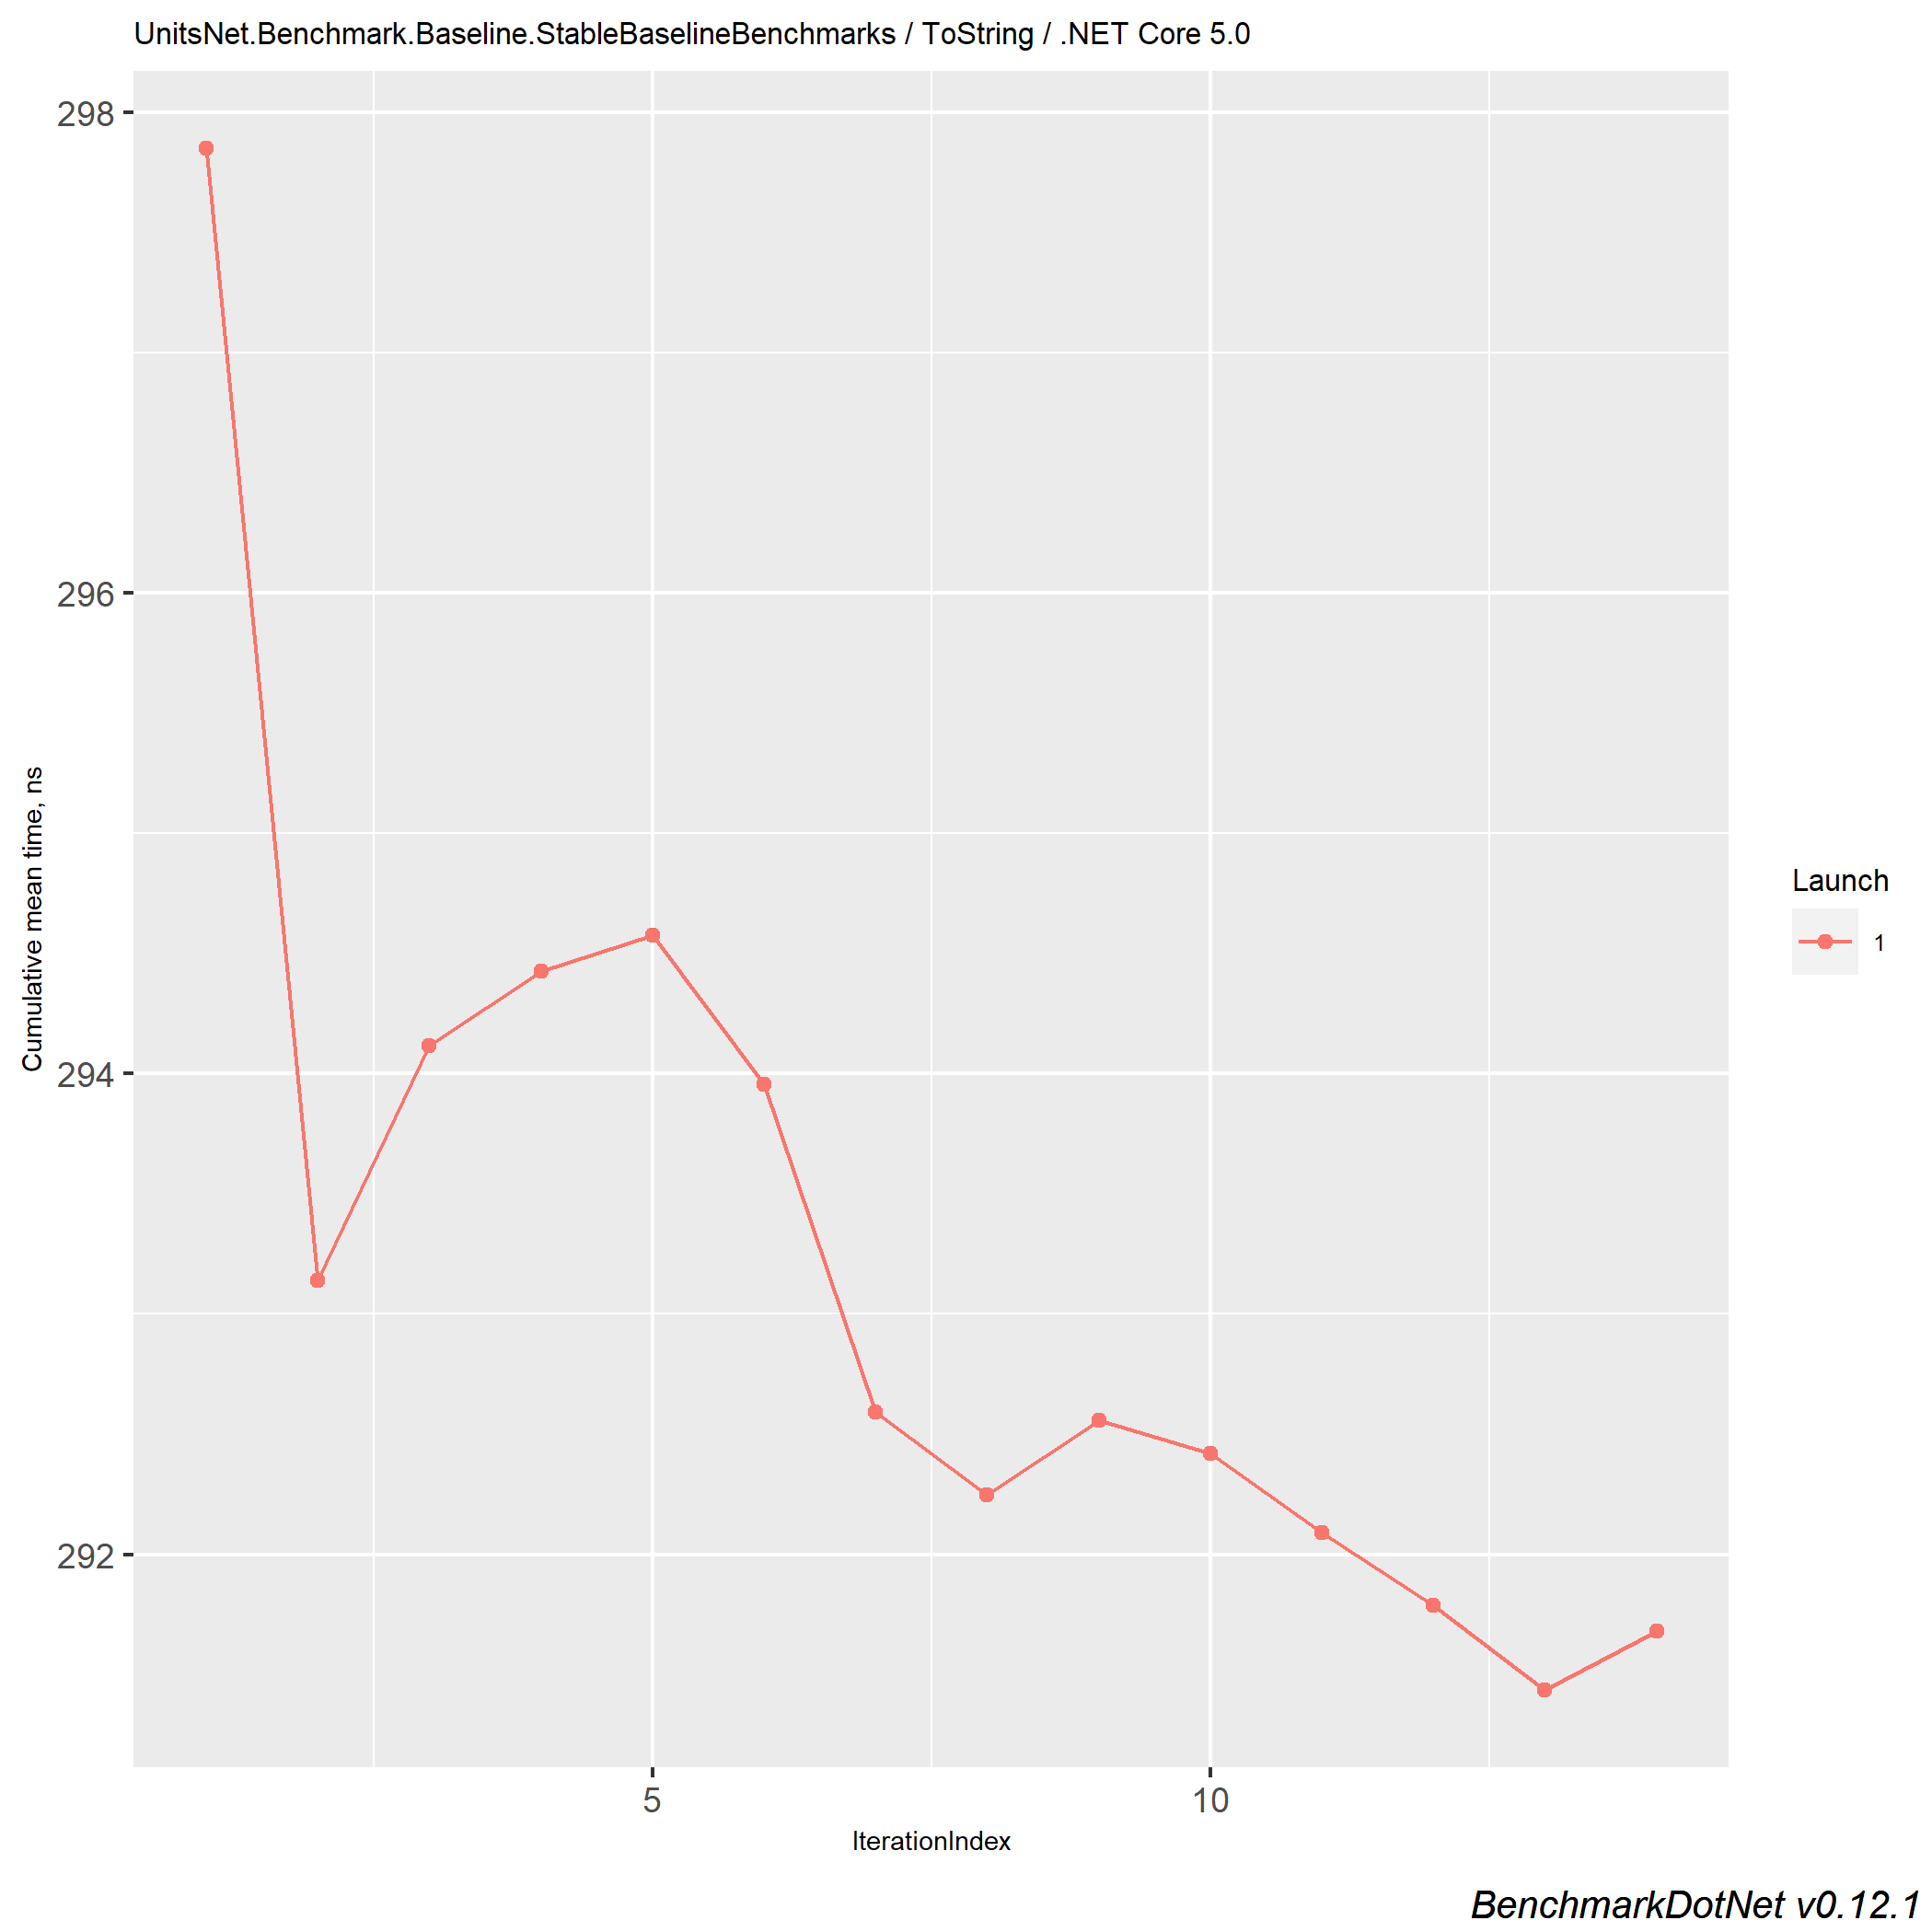 UnitsNet.Benchmark.Baseline.StableBaselineBenchmarks / ToString / .NET Core 5.0
298
296
294
292
Cumulative mean time, ns
5
10
IterationIndex
Launch
1
BenchmarkDotNet v0.12.1